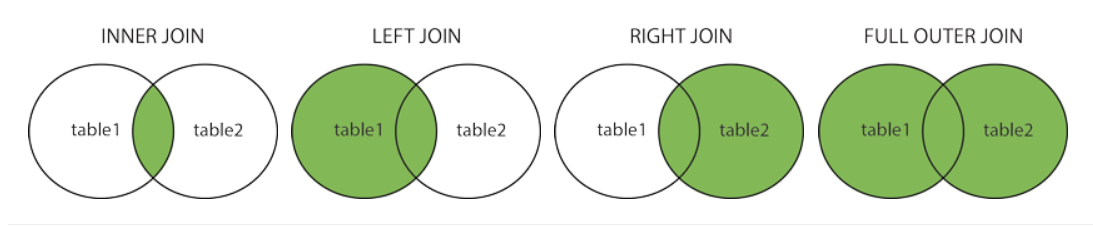 INNER JOIN LEFT JOIN RIGHT JOIN FULL OUTER JOIN
table1 table2 table1 table2 table1 table2 table1 table2